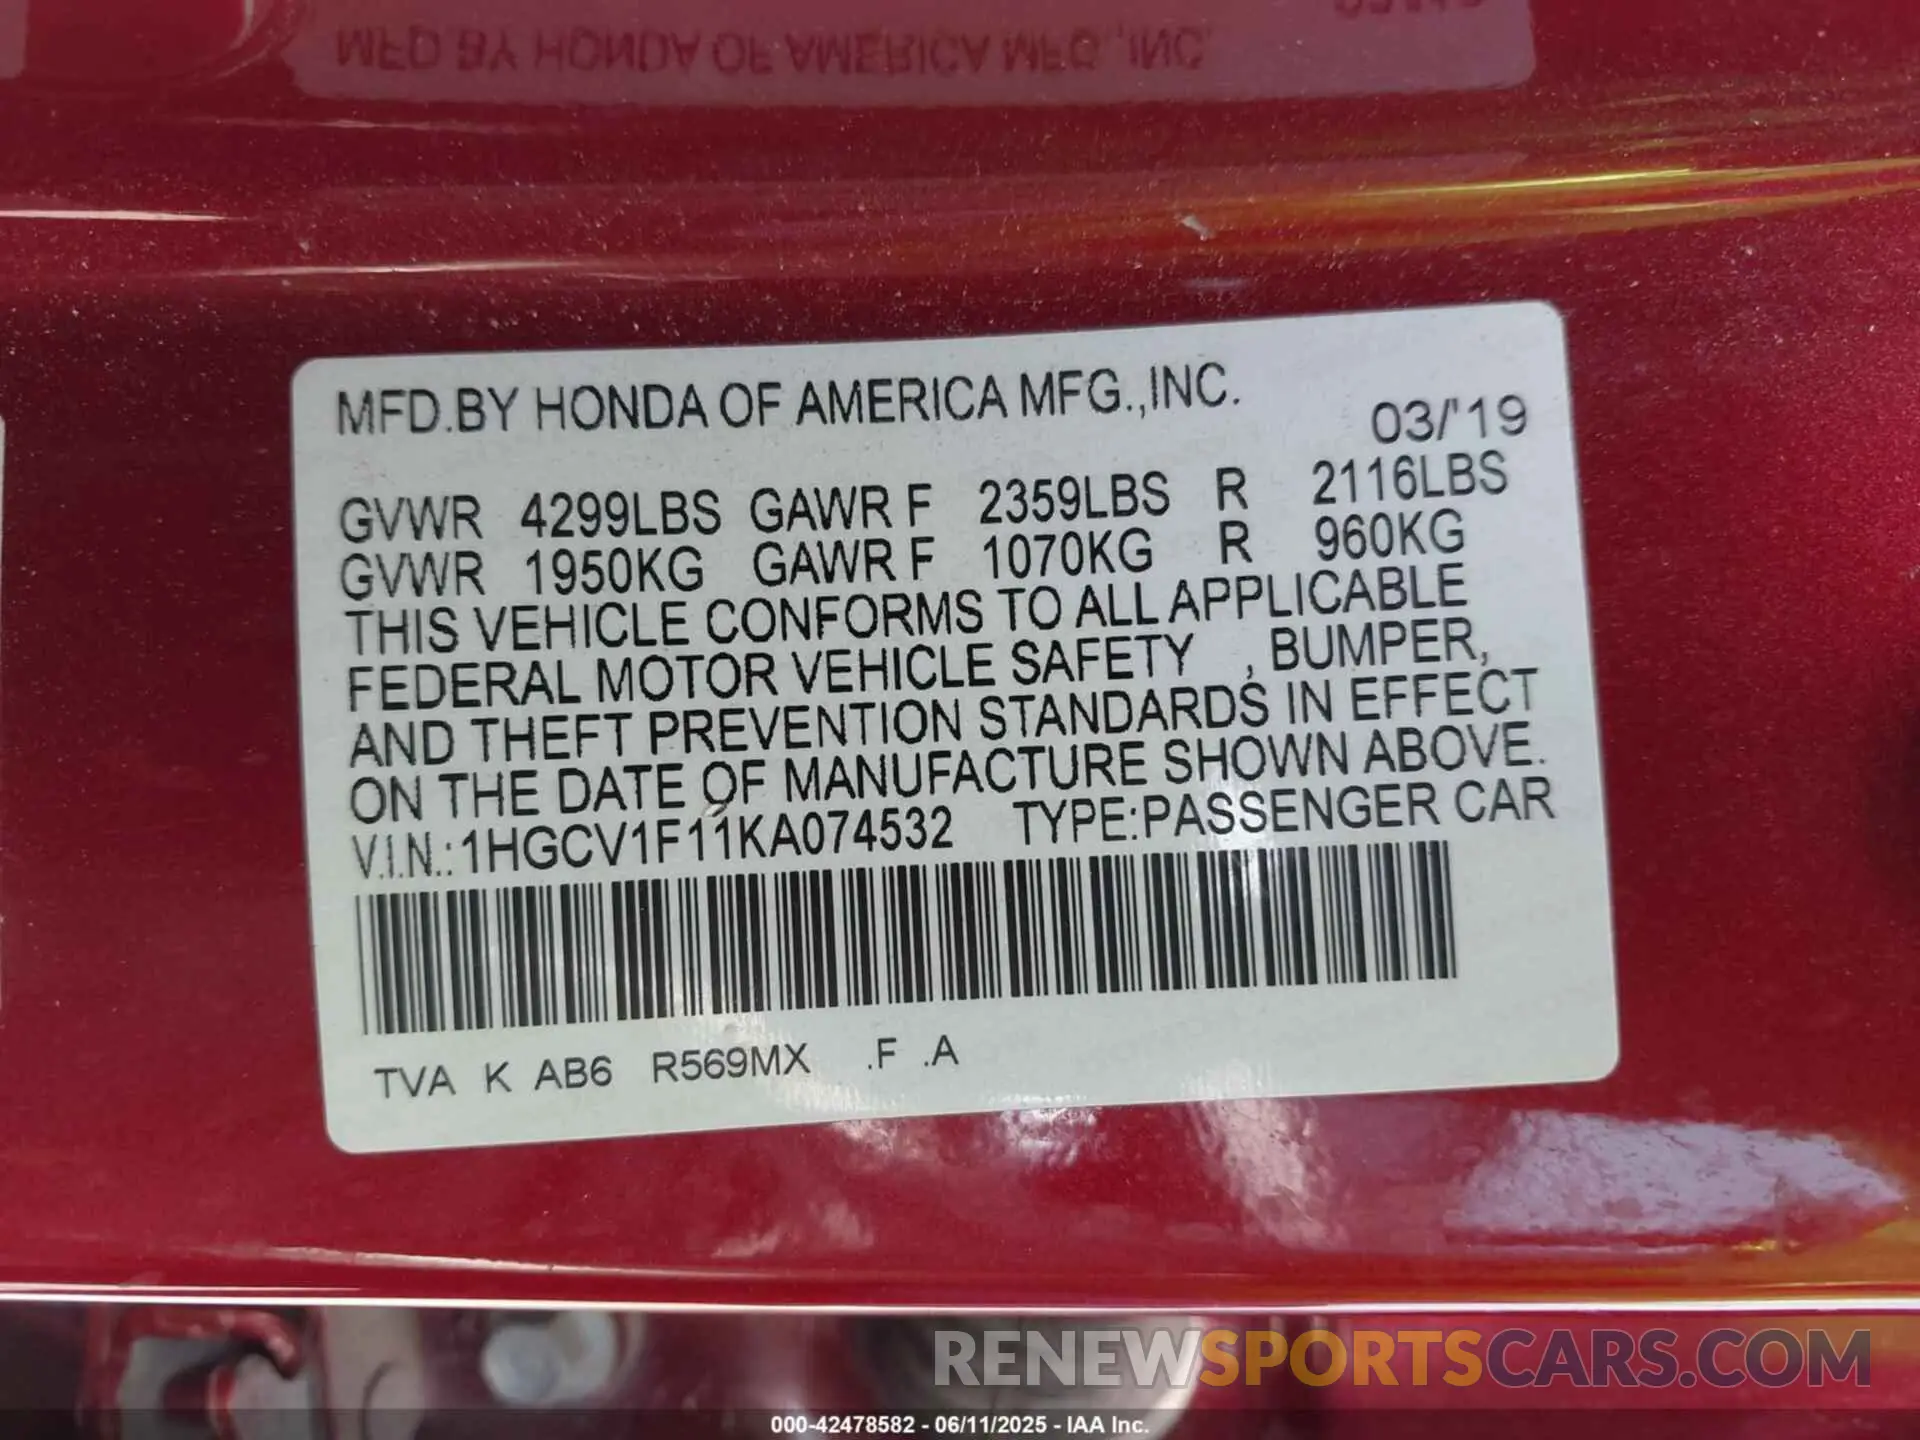 MFD BY HONDA OF AMERICA MFG.,INC.
MFD.BY HONDA OF AMERICA MFG.,INC.
03/'19
GVWR 4299LBS GAWR F 2359LBS R 2116LBS
GVWR 1950KG GAWR F 1070KG R 960KG
THIS VEHICLE CONFORMS TO ALL APPLICABLE
FEDERAL MOTOR VEHICLE SAFETY , BUMPER,
AND THEFT PREVENTION STANDARDS IN EFFECT
ON THE DATE OF MANUFACTURE SHOWN ABOVE.
V.I.N.: 1HGCV1F11KA074532 TYPE:PASSENGER CAR
TVA K AB6 R569MX .F .A
RENEWSPORTSCARS.COM
000-42478582 - 06/11/2025 - IAA Inc.